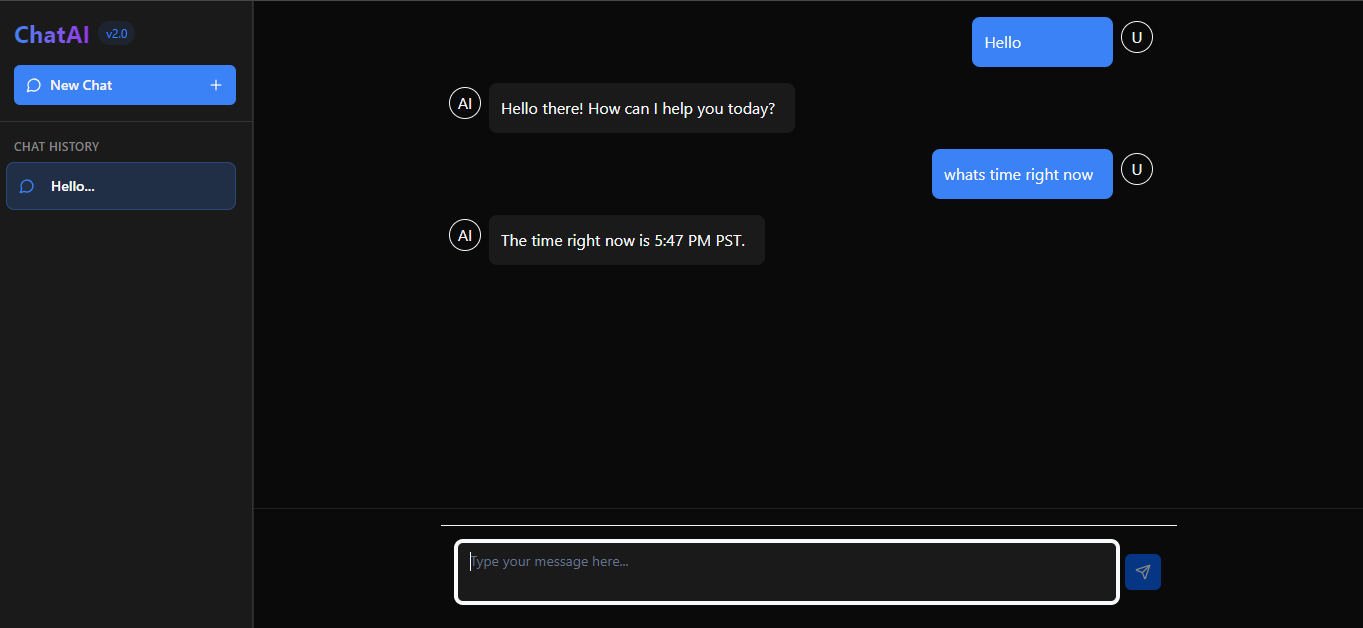 ChatAI v2.0
New Chat
CHAT HISTORY
Hello...
Hello
U
AI
Hello there! How can I help you today?
whats time right now
U
AI
The time right now is 5:47 PM PST.
Type your message here...